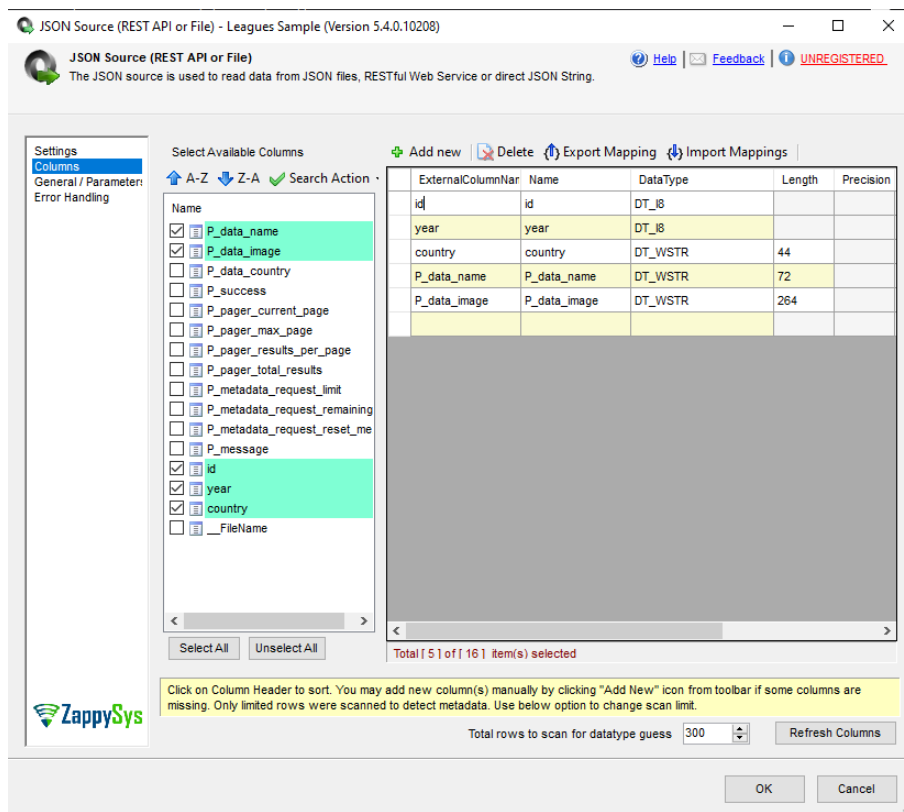 JSON Source (REST API or File) - Leagues Sample (Version 5.4.0.10208)
JSON Source (REST API or File)
The JSON source is used to read data from JSON files, RESTful Web Service or direct JSON String.
Help
Feedback
UNREGISTERED
Settings
Columns
General / Parameter
Error Handling
ZappySys
Select Available Columns
A-Z Z-A Search Action
Name
P_data_name
P_data_image
P_data_country
P_success
P_pager_current_page
P_pager_max_page
P_pager_results_per_page
P_pager_total_results
P_metadata_request_limit
P_metadata_request_remaining
P_metadata_request_reset_me
P_message
id
year
country
__FileName
Select All Unselect All
Add new Delete Export Mapping Import Mappings
ExternalColumnNar Name DataType Length Precision
id id DT_I8
year year DT_I8
country country DT_WSTR 44
P_data_name P_data_name DT_WSTR 72
P_data_image P_data_image DT_WSTR 264
Total [ 5 ] of [ 16 ] item(s) selected
Click on Column Header to sort. You may add new column(s) manually by clicking "Add New" icon from toolbar if some columns are
missing. Only limited rows were scanned to detect metadata. Use below option to change scan limit.
Total rows to scan for datatype guess 300 Refresh Columns
OK Cancel